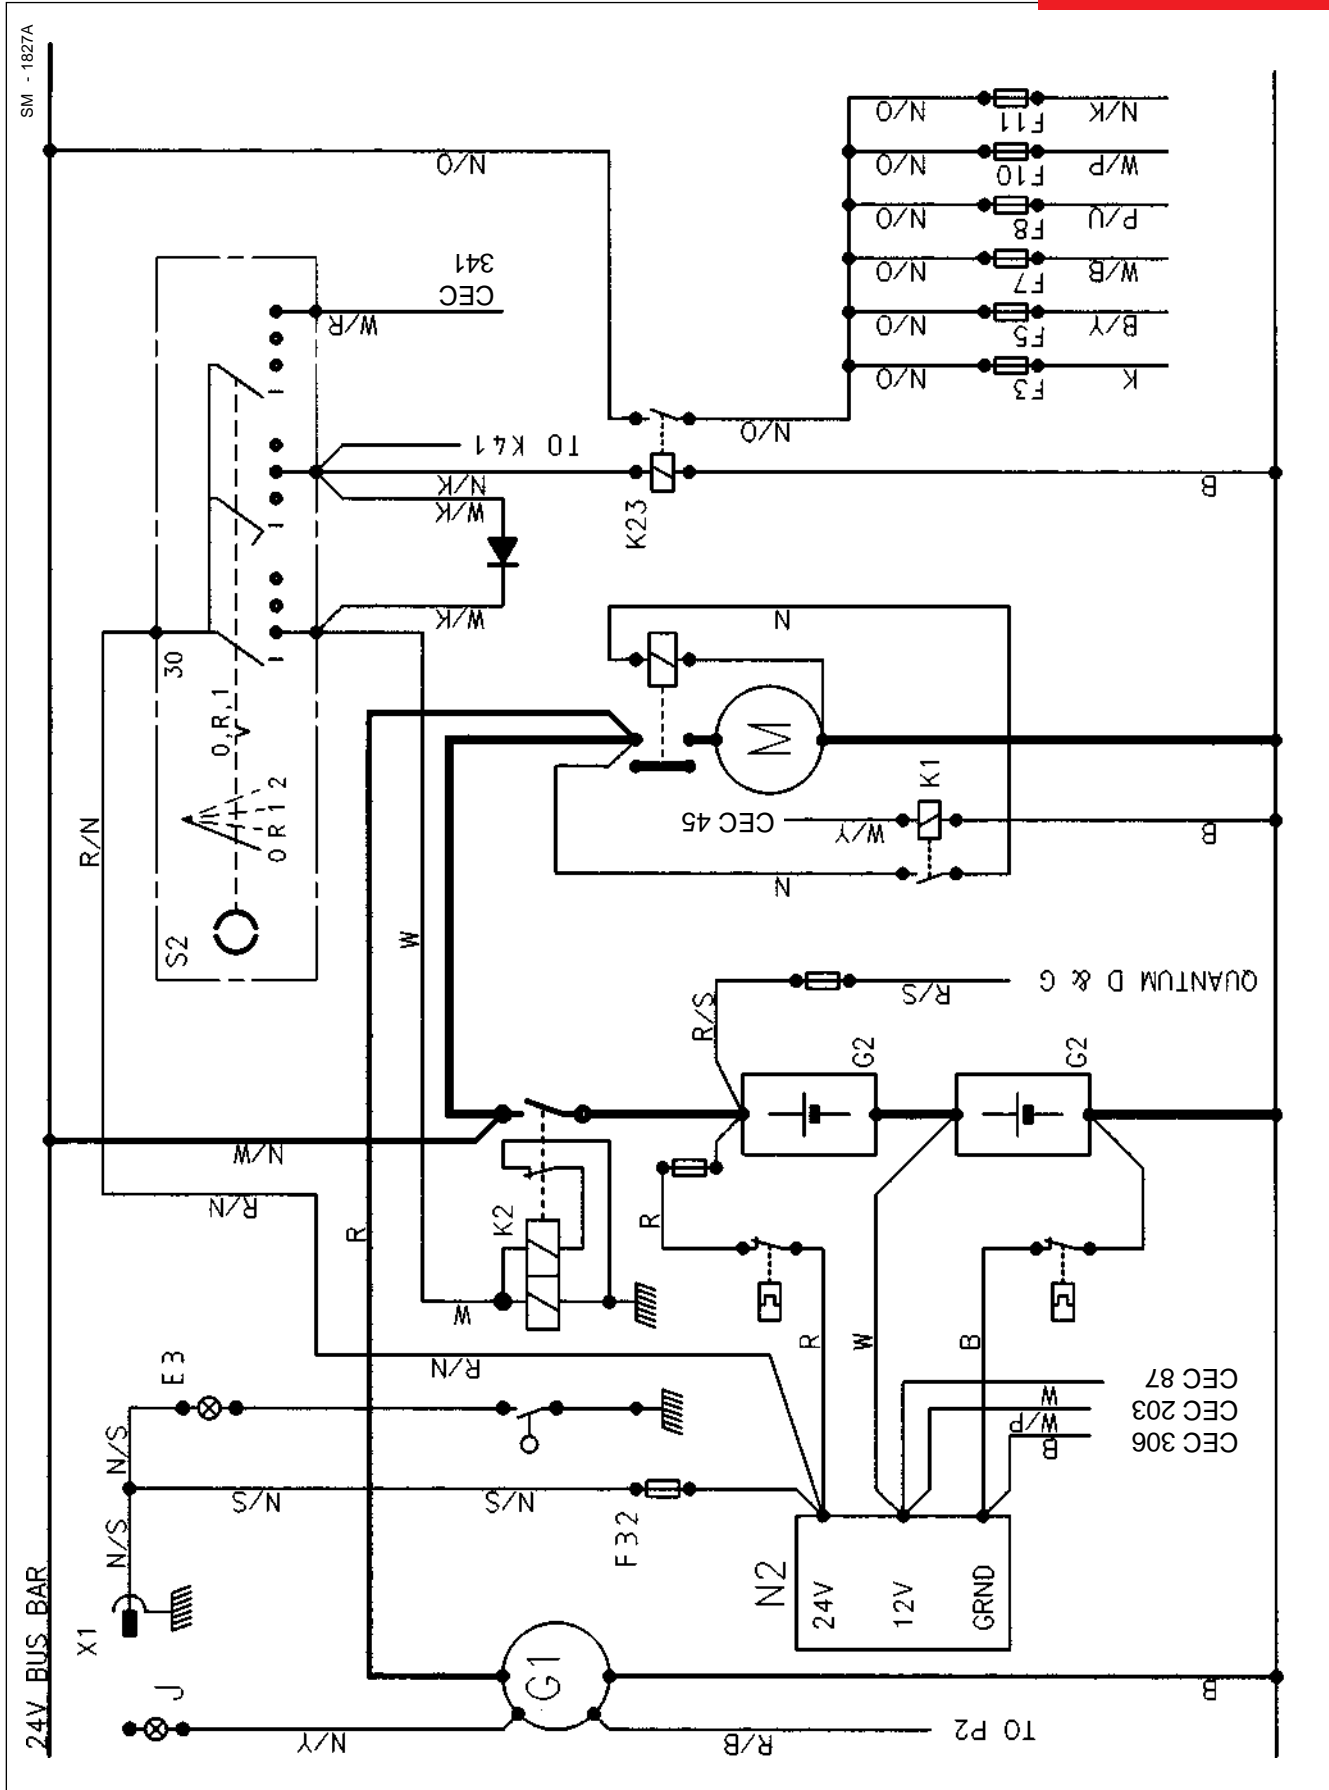 SM - 1827A
24V BUS BAR
N/O
N/O
F11
N/K
N/O
F10
W/P
N/O
F8
P/U
N/O
F7
W/B
N/O
F5
B/Y
N/O
F3
K
CEC
341
W/R
TO K41
N/K
W/K
W/K
N/O
K23
B
30
R/N
0,R,1
0 R 1 2
S2
N
M
K1
CEC 45
W/Y
B
N
W
R/S
R/S
QUANTUM D & G
G2
G2
N/W
R/N
R
K2
R
W
R/N
E3
R
W
B
CEC 87
W
CEC 203
W/P
CEC 306
B
N/S
N/S
N/S
N/S
F32
X1
N2
24V
12V
GRND
J
G1
B
N/Y
R/B
TO P2